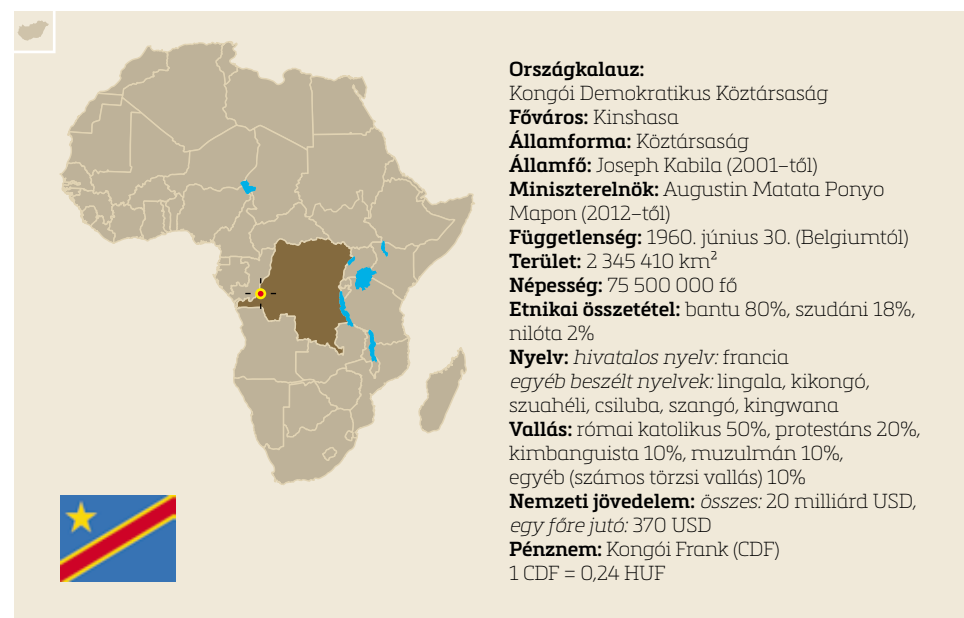 Országkalauz:
Kongói Demokratikus Köztársaság
Főváros: Kinshasa
Államforma: Köztársaság
Államfő: Joseph Kabila (2001–től)
Miniszterelnök: Augustin Matata Ponyo
Mapon (2012–től)
Függetlenség: 1960. június 30. (Belgiumtól)
Terület: 2 345 410 km²
Népesség: 75 500 000 fő
Etnikai összetétel: bantu 80%, szudáni 18%,
nilóta 2%
Nyelv: hivatalos nyelv: francia
egyéb beszélt nyelvek: lingala, kikongó,
szuahéli, csiluba, szangó, kingwana
Vallás: római katolikus 50%, protestáns 20%,
kimbanguista 10%, muzulmán 10%,
egyéb (számos törzsi vallás) 10%
Nemzeti jövedelem: összes: 20 milliárd USD,
egy főre jutó: 370 USD
Pénznem: Kongói Frank (CDF)
1 CDF = 0,24 HUF